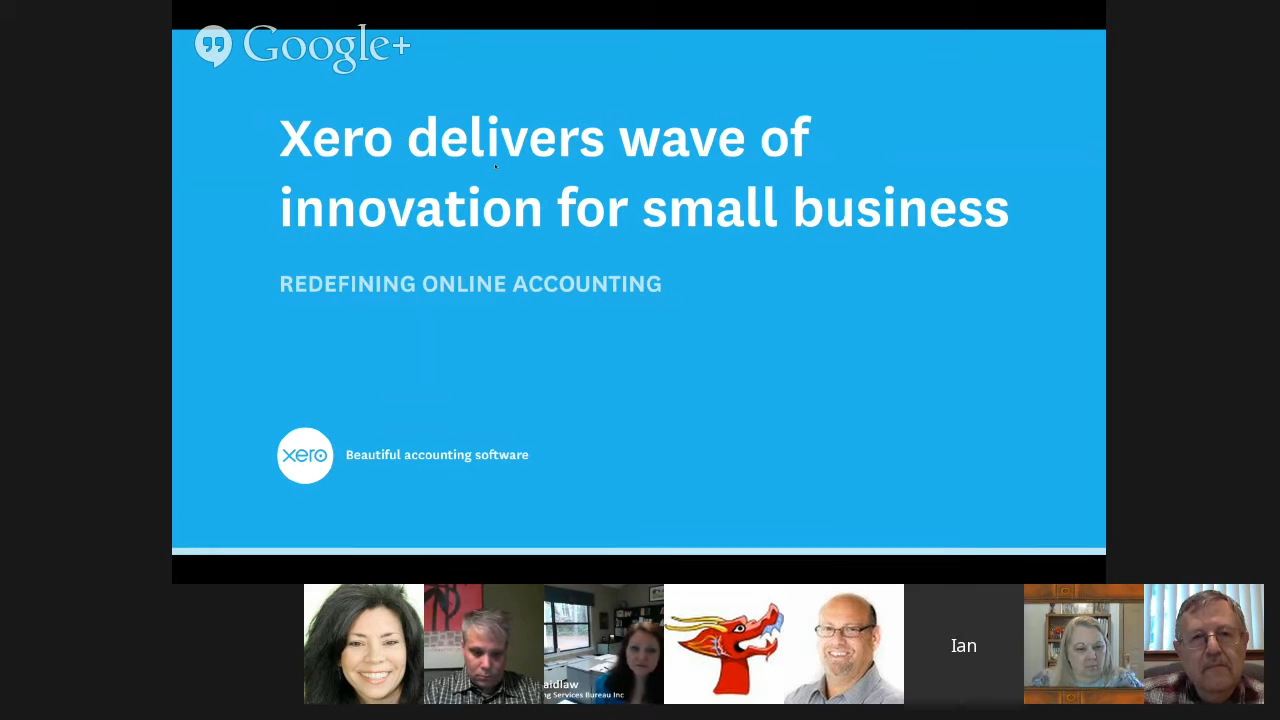 Google+
Xero delivers wave of
innovation for small business
REDEFINING ONLINE ACCOUNTING
xero
Beautiful accounting software
aidlaw
ng Services Bureau Inc
Ian